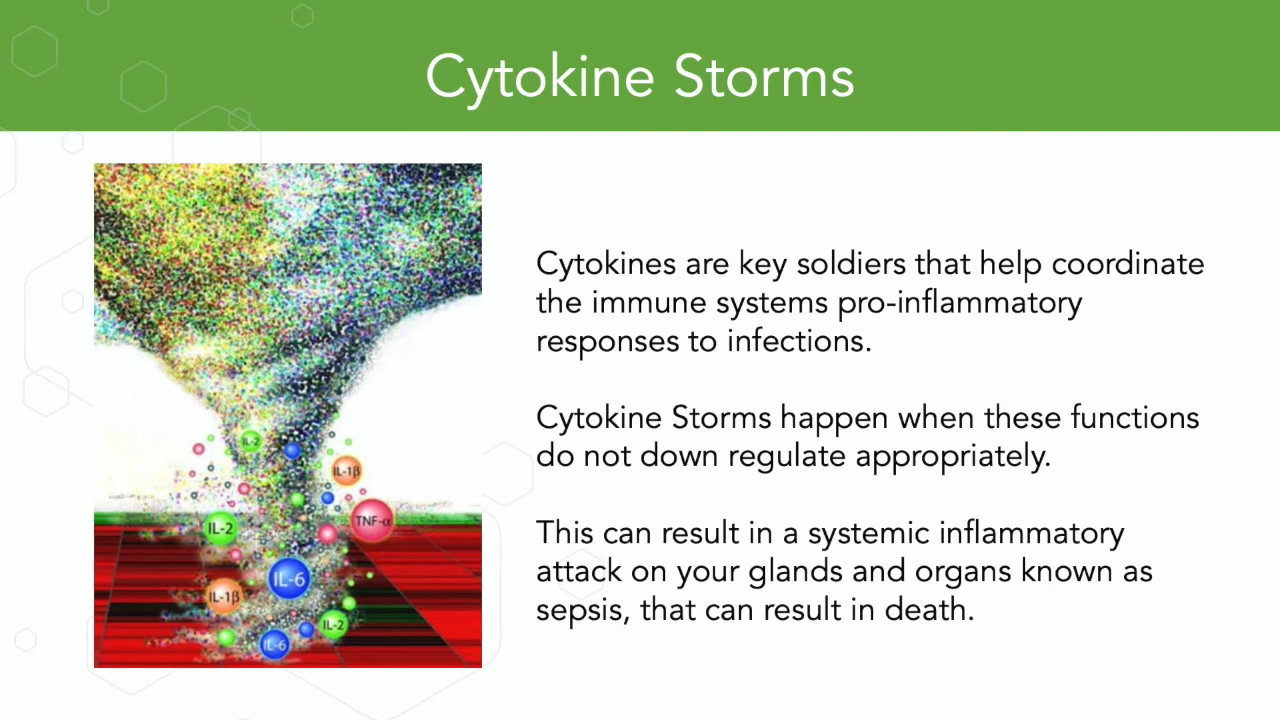 Cytokine Storms
Cytokines are key soldiers that help coordinate
the immune systems pro-inflammatory
responses to infections.
Cytokine Storms happen when these functions
do not down regulate appropriately.
This can result in a systemic inflammatory
attack on your glands and organs known as
sepsis, that can result in death.
IL-2
IL-1β
TNF-α
IL-2
IL-6
IL-1β
IL-2
IL-6